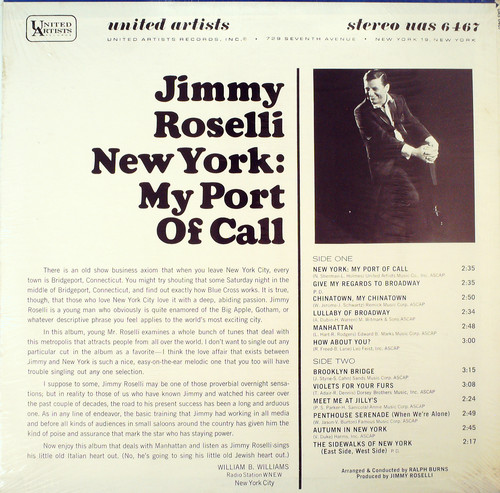 UNITED
ARTISTS
united artists
stereo uas 6467
UNITED ARTISTS RECORDS, INC. • 729 SEVENTH AVENUE • NEW YORK 19, NEW YORK
Jimmy
Roselli
New York:
My Port
Of Call
There is an old show business axiom that when you leave New York City, every
town is Bridgeport, Connecticut. You might try shouting that some Saturday night in the
middle of Bridgeport, Connecticut, and find out exactly how Blue Cross works. It is true,
though, that those who love New York City love it with a deep, abiding passion. Jimmy
Roselli is a young man who obviously is quite enamored of the Big Apple, Gotham, or
whatever descriptive phrase you feel applies to the world's most exciting city.
In this album, young Mr. Roselli examines a whole bunch of tunes that deal with
this metropolis that attracts people from all over the world. I don't want to single out any
particular cut in the album as a favorite—I think the love affair that exists between
Jimmy and New York is such a nice, easy-on-the-ear melodic one that you too will have
trouble singling out any one selection.
I suppose to some, Jimmy Roselli may be one of those proverbial overnight sensa-
tions; but in reality to those of us who have known Jimmy and watched his career over
the past couple of decades, the road to his present success has been a long and arduous
one. As in any line of endeavor, the basic training that Jimmy had working in all media
and before all kinds of audiences in small saloons around the country has given him the
kind of poise and assurance that mark the star who has staying power.
Now enjoy this album that deals with Manhattan and listen as Jimmy Roselli sings
his little old Italian heart out. (No, he's going to sing his little old Jewish heart out.)
WILLIAM B. WILLIAMS
Radio Station WNEW
New York City
SIDE ONE
NEW YORK: MY PORT OF CALL 2:35
GIVE MY REGARDS TO BROADWAY 2:35
P.D.
CHINATOWN, MY CHINATOWN 2:50
LULLABY OF BROADWAY 2:34
MANHATTAN 2:48
HOW ABOUT YOU? 3:00
SIDE TWO
BROOKLYN BRIDGE 3:15
VIOLETS FOR YOUR FURS 3:08
MEET ME AT JILLY'S 2:24
PENTHOUSE SERENADE (When We're Alone) 2:49
AUTUMN IN NEW YORK 2:45
THE SIDEWALKS OF NEW YORK 2:17
(East Side, West Side) P.D.
Arranged & Conducted by RALPH BURNS
Produced by JIMMY ROSELLI